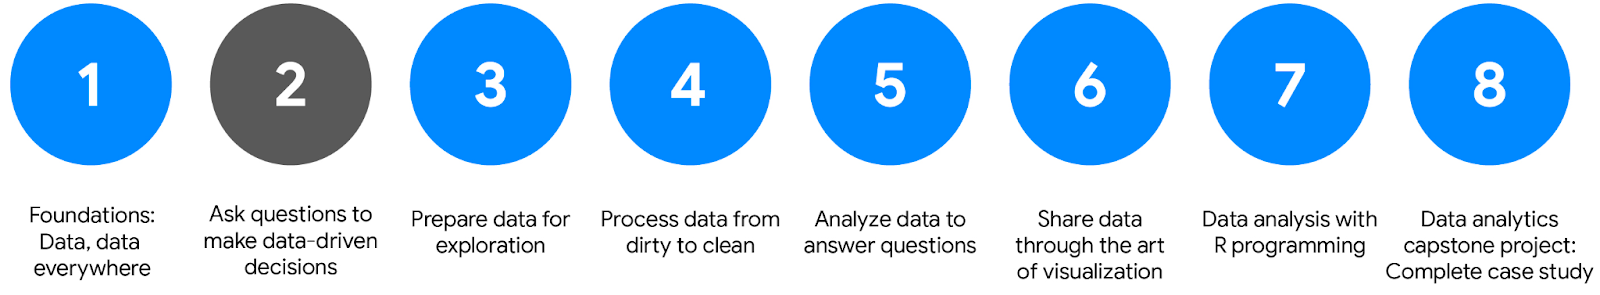 1
Foundations:
Data, data
everywhere
2
Ask questions to
make data-driven
decisions
3
Prepare data for
exploration
4
Process data from
dirty to clean
5
Analyze data to
answer questions
6
Share data
through the art
of visualization
7
Data analysis with
R programming
8
Data analytics
capstone project:
Complete case study